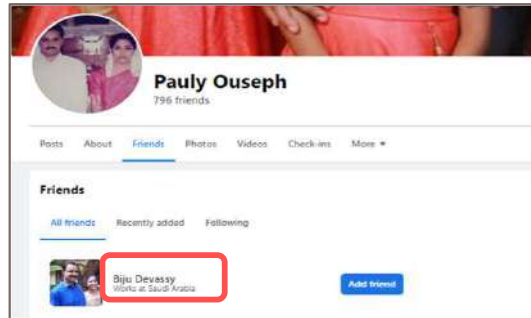 Pauly Ouseph
796 friends
Posts About Friends Photos Videos Check-ins More
Friends
All friends Recently added Following
Biju Devassy
Works at Saudi Arabia
Add friend